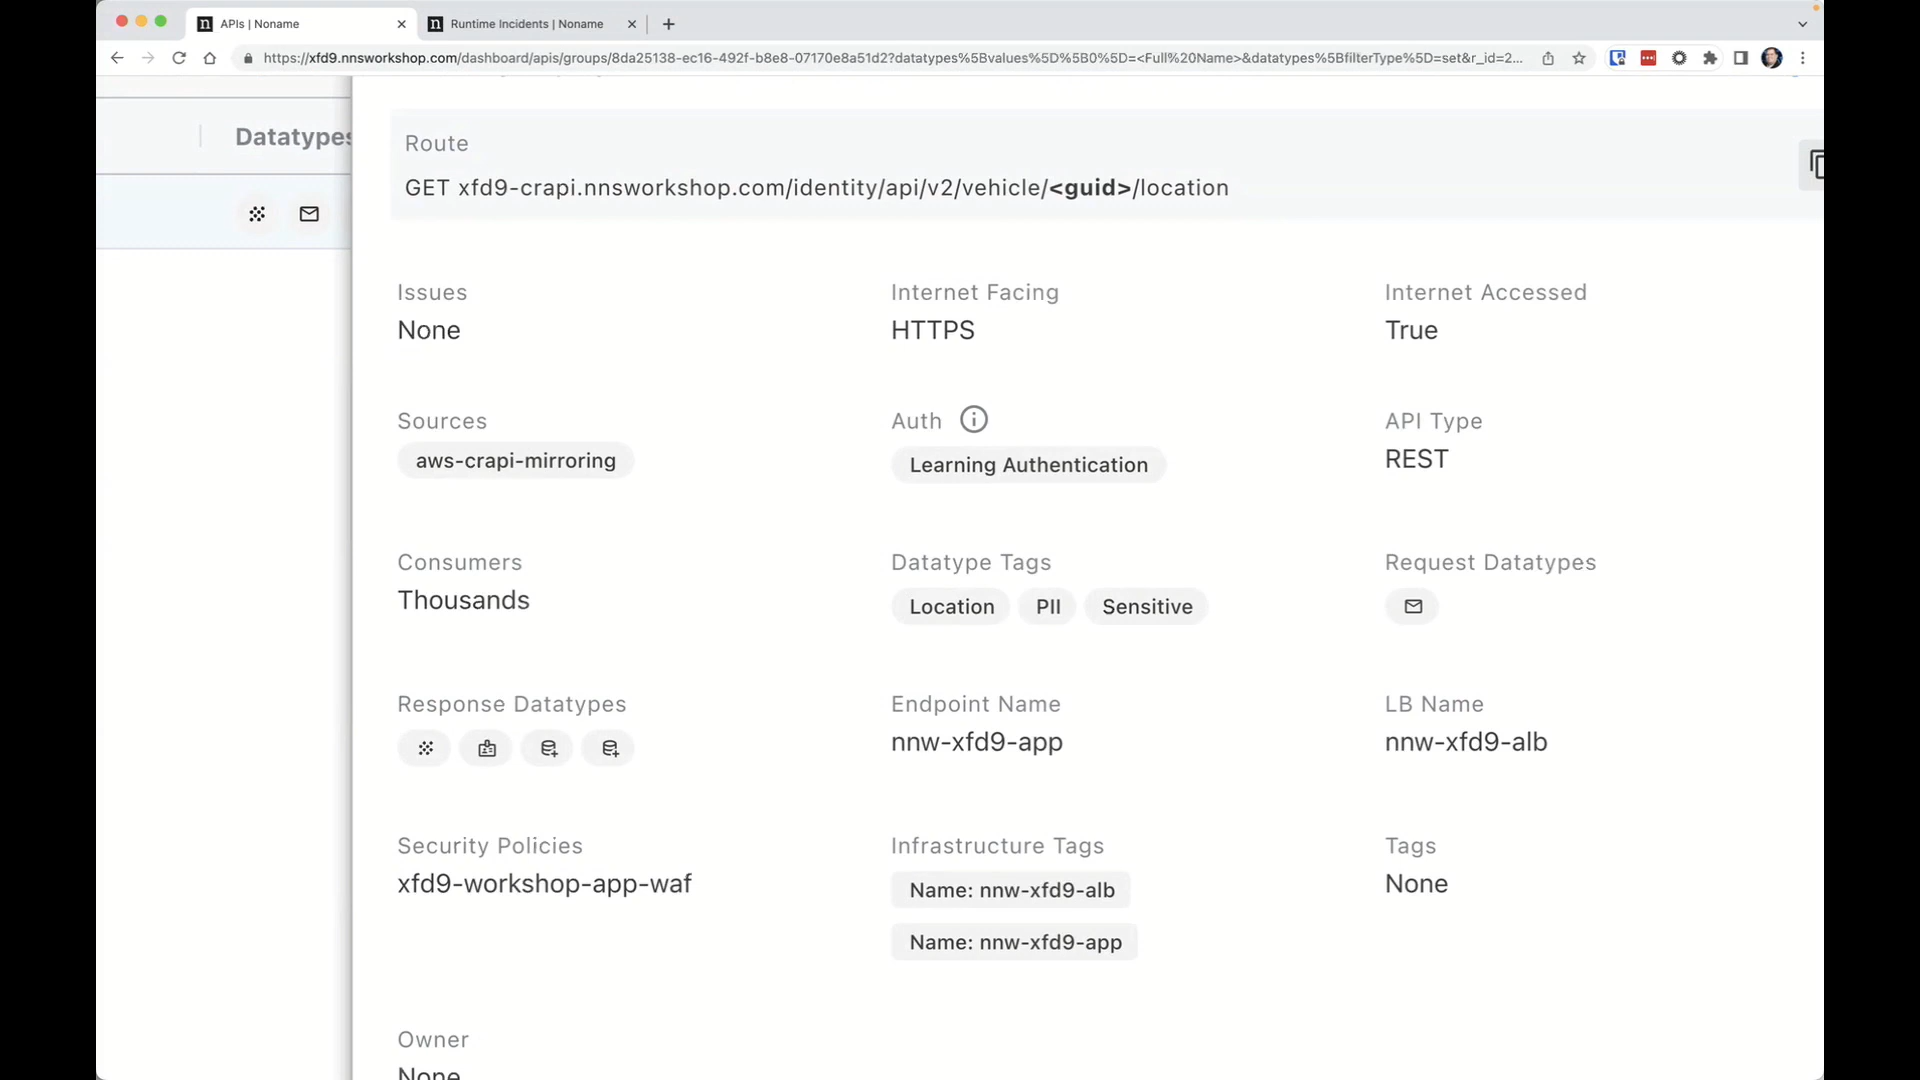 APIs | Noname
Runtime Incidents | Noname
https://xfd9.nnsworkshop.com/dashboard/apis/groups/8da25138-ec16-492f-b8e8-07170e8a51d2?datatypes%5Bvalues%5D%5B0%5D=<Full%20Name>&datatypes%5BfilterType%5D=set&r_id=2...
Datatypes
Route
GET xfd9-crapi.nnsworkshop.com/identity/api/v2/vehicle/<guid>/location
Issues
None
Internet Facing
HTTPS
Internet Accessed
True
Sources
aws-crapi-mirroring
Auth
Learning Authentication
API Type
REST
Consumers
Thousands
Datatype Tags
Location PII Sensitive
Request Datatypes
Response Datatypes
Endpoint Name
nnw-xfd9-app
LB Name
nnw-xfd9-alb
Security Policies
xfd9-workshop-app-waf
Infrastructure Tags
Name: nnw-xfd9-alb
Name: nnw-xfd9-app
Tags
None
Owner
None